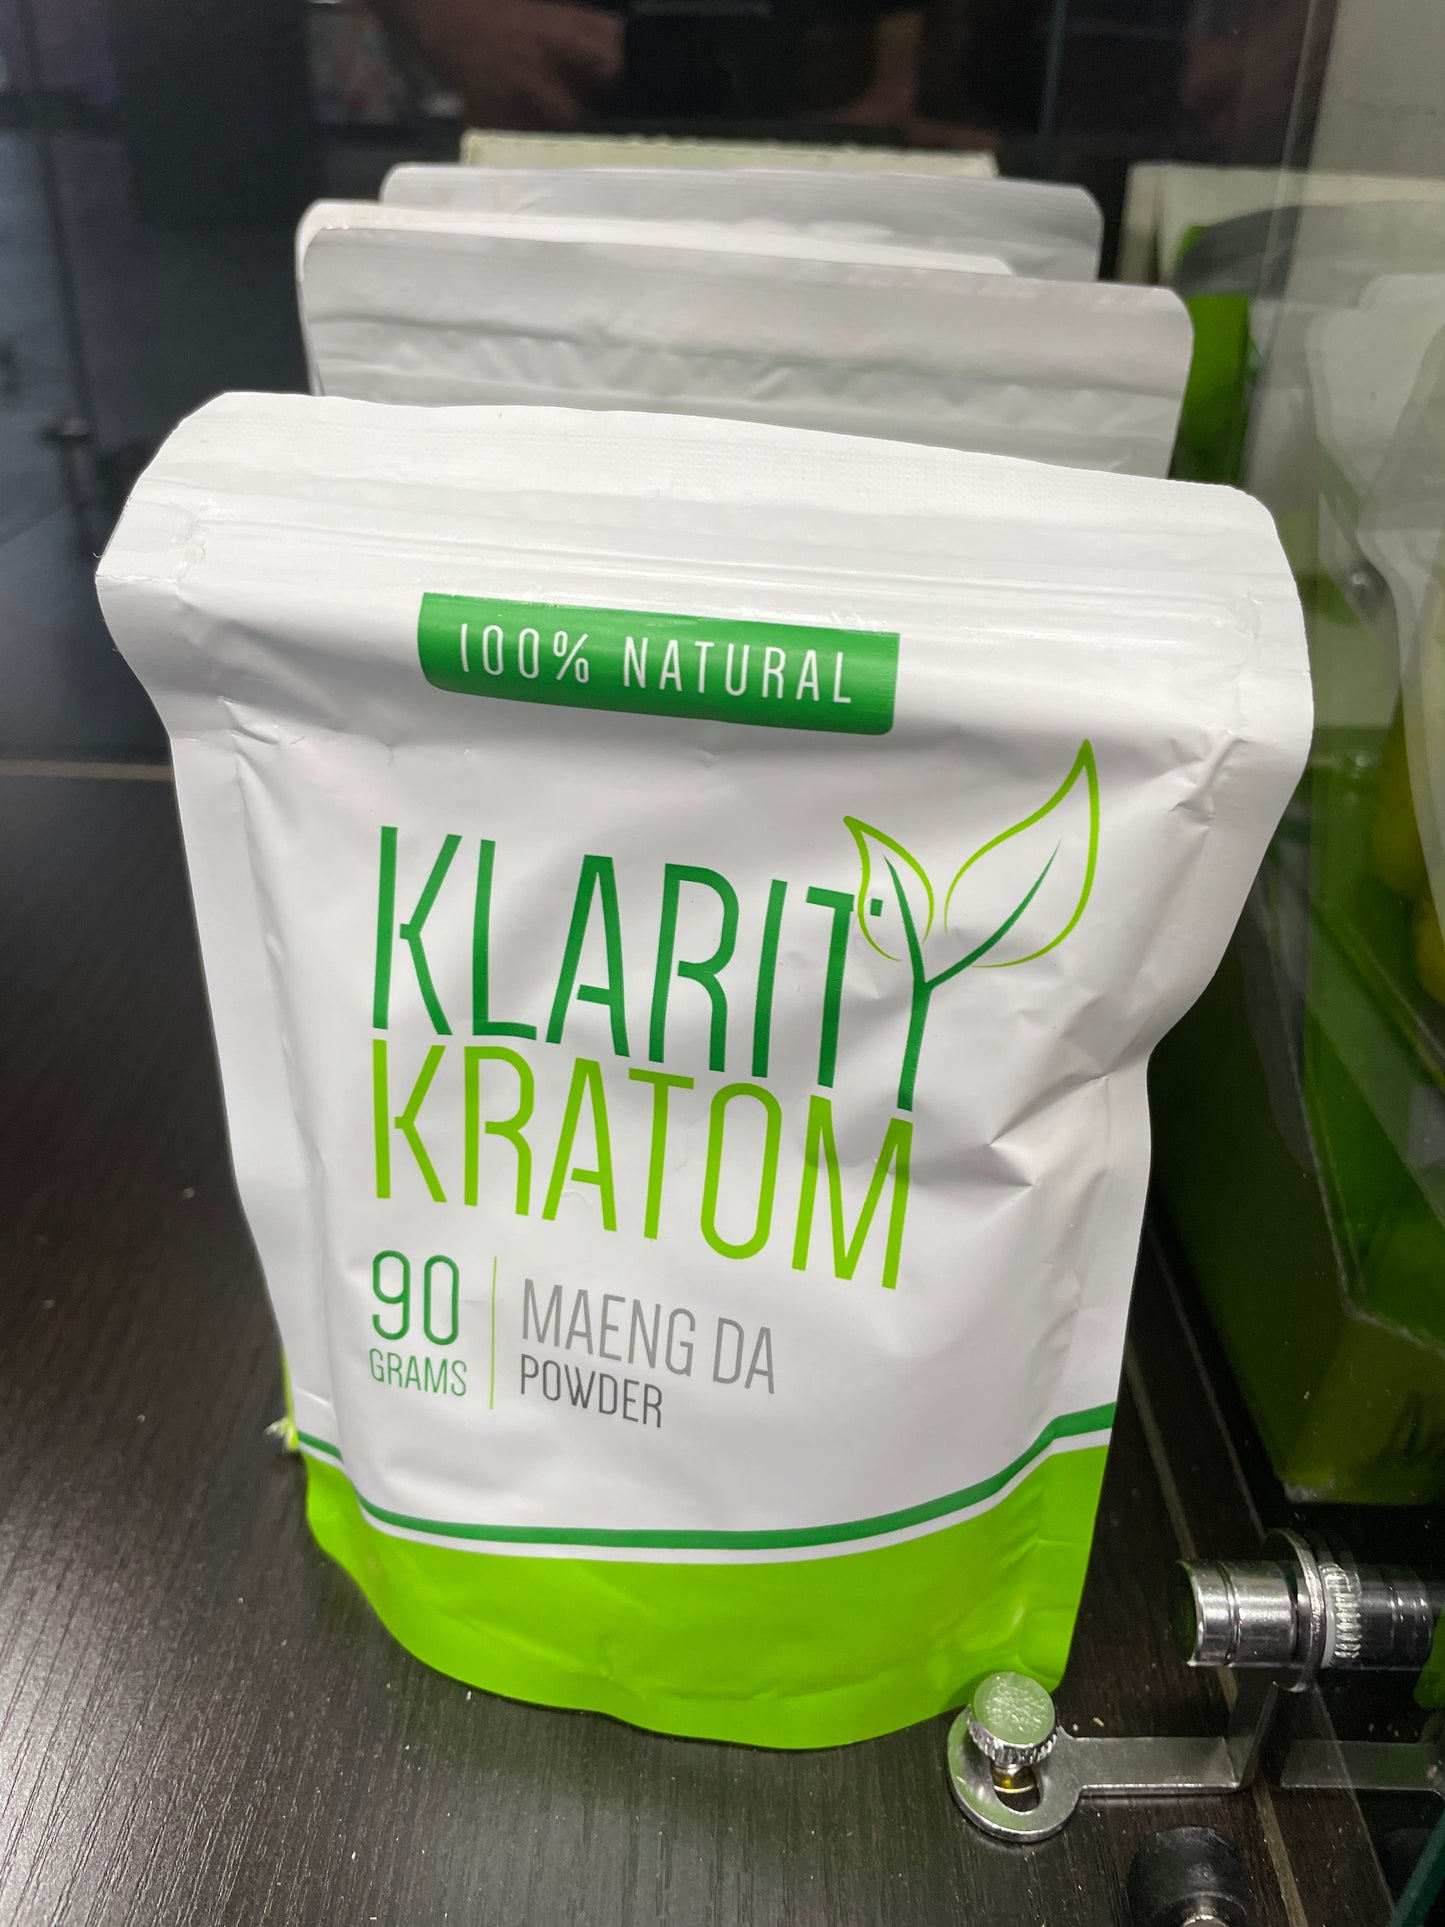 100% NATURAL
KLARITY
KRATOM
90
GRAMS
MAENG DA
POWDER